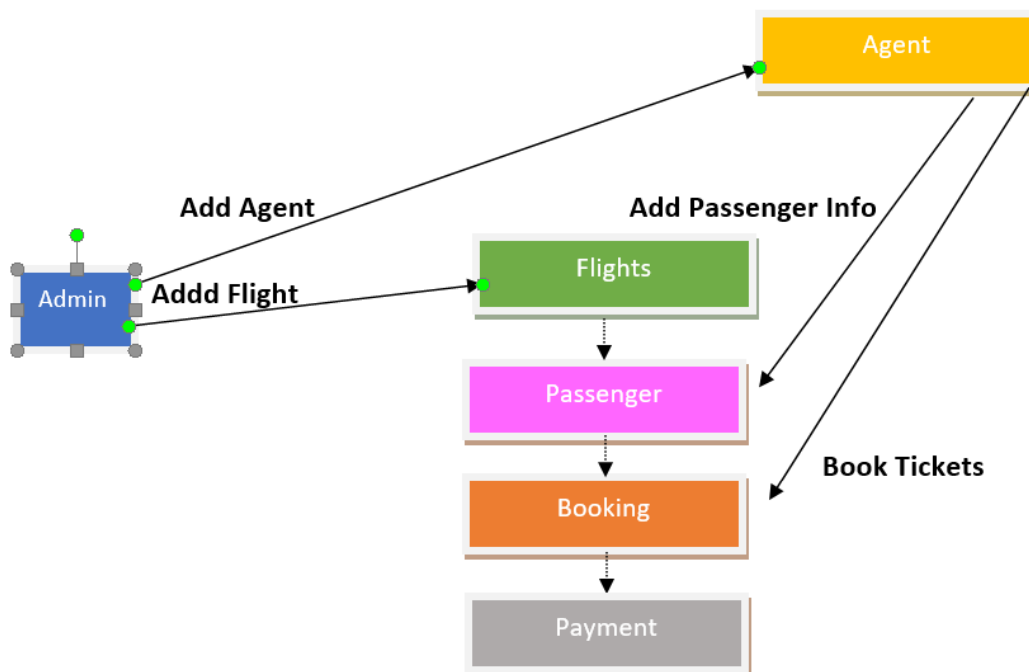 Agent
Add Agent
Add Passenger Info
Flights
Admin
Addd Flight
Passenger
Book Tickets
Booking
Payment